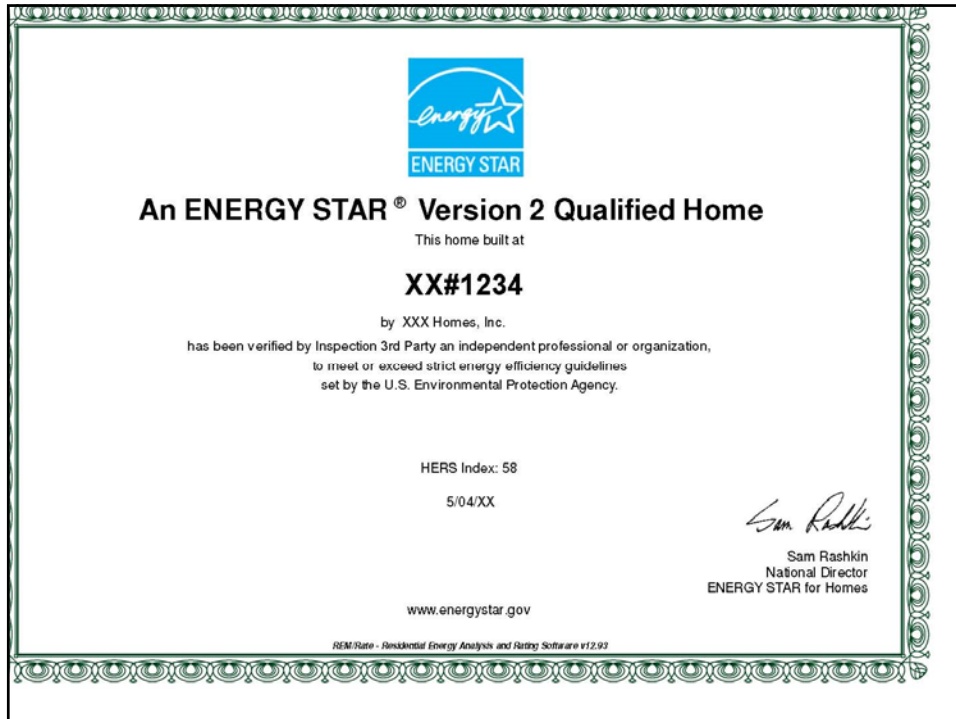 energy
ENERGY STAR
An ENERGY STAR ® Version 2 Qualified Home
This home built at
XX#1234
by XXX Homes, Inc.
has been verified by Inspection 3rd Party an independent professional or organization,
to meet or exceed strict energy efficiency guidelines
set by the U.S. Environmental Protection Agency.
HERS Index: 58
5/04/XX
Sam Rashkin
Sam Rashkin
National Director
ENERGY STAR for Homes
www.energystar.gov
REM/Rate - Residential Energy Analysis and Rating Software v12.93